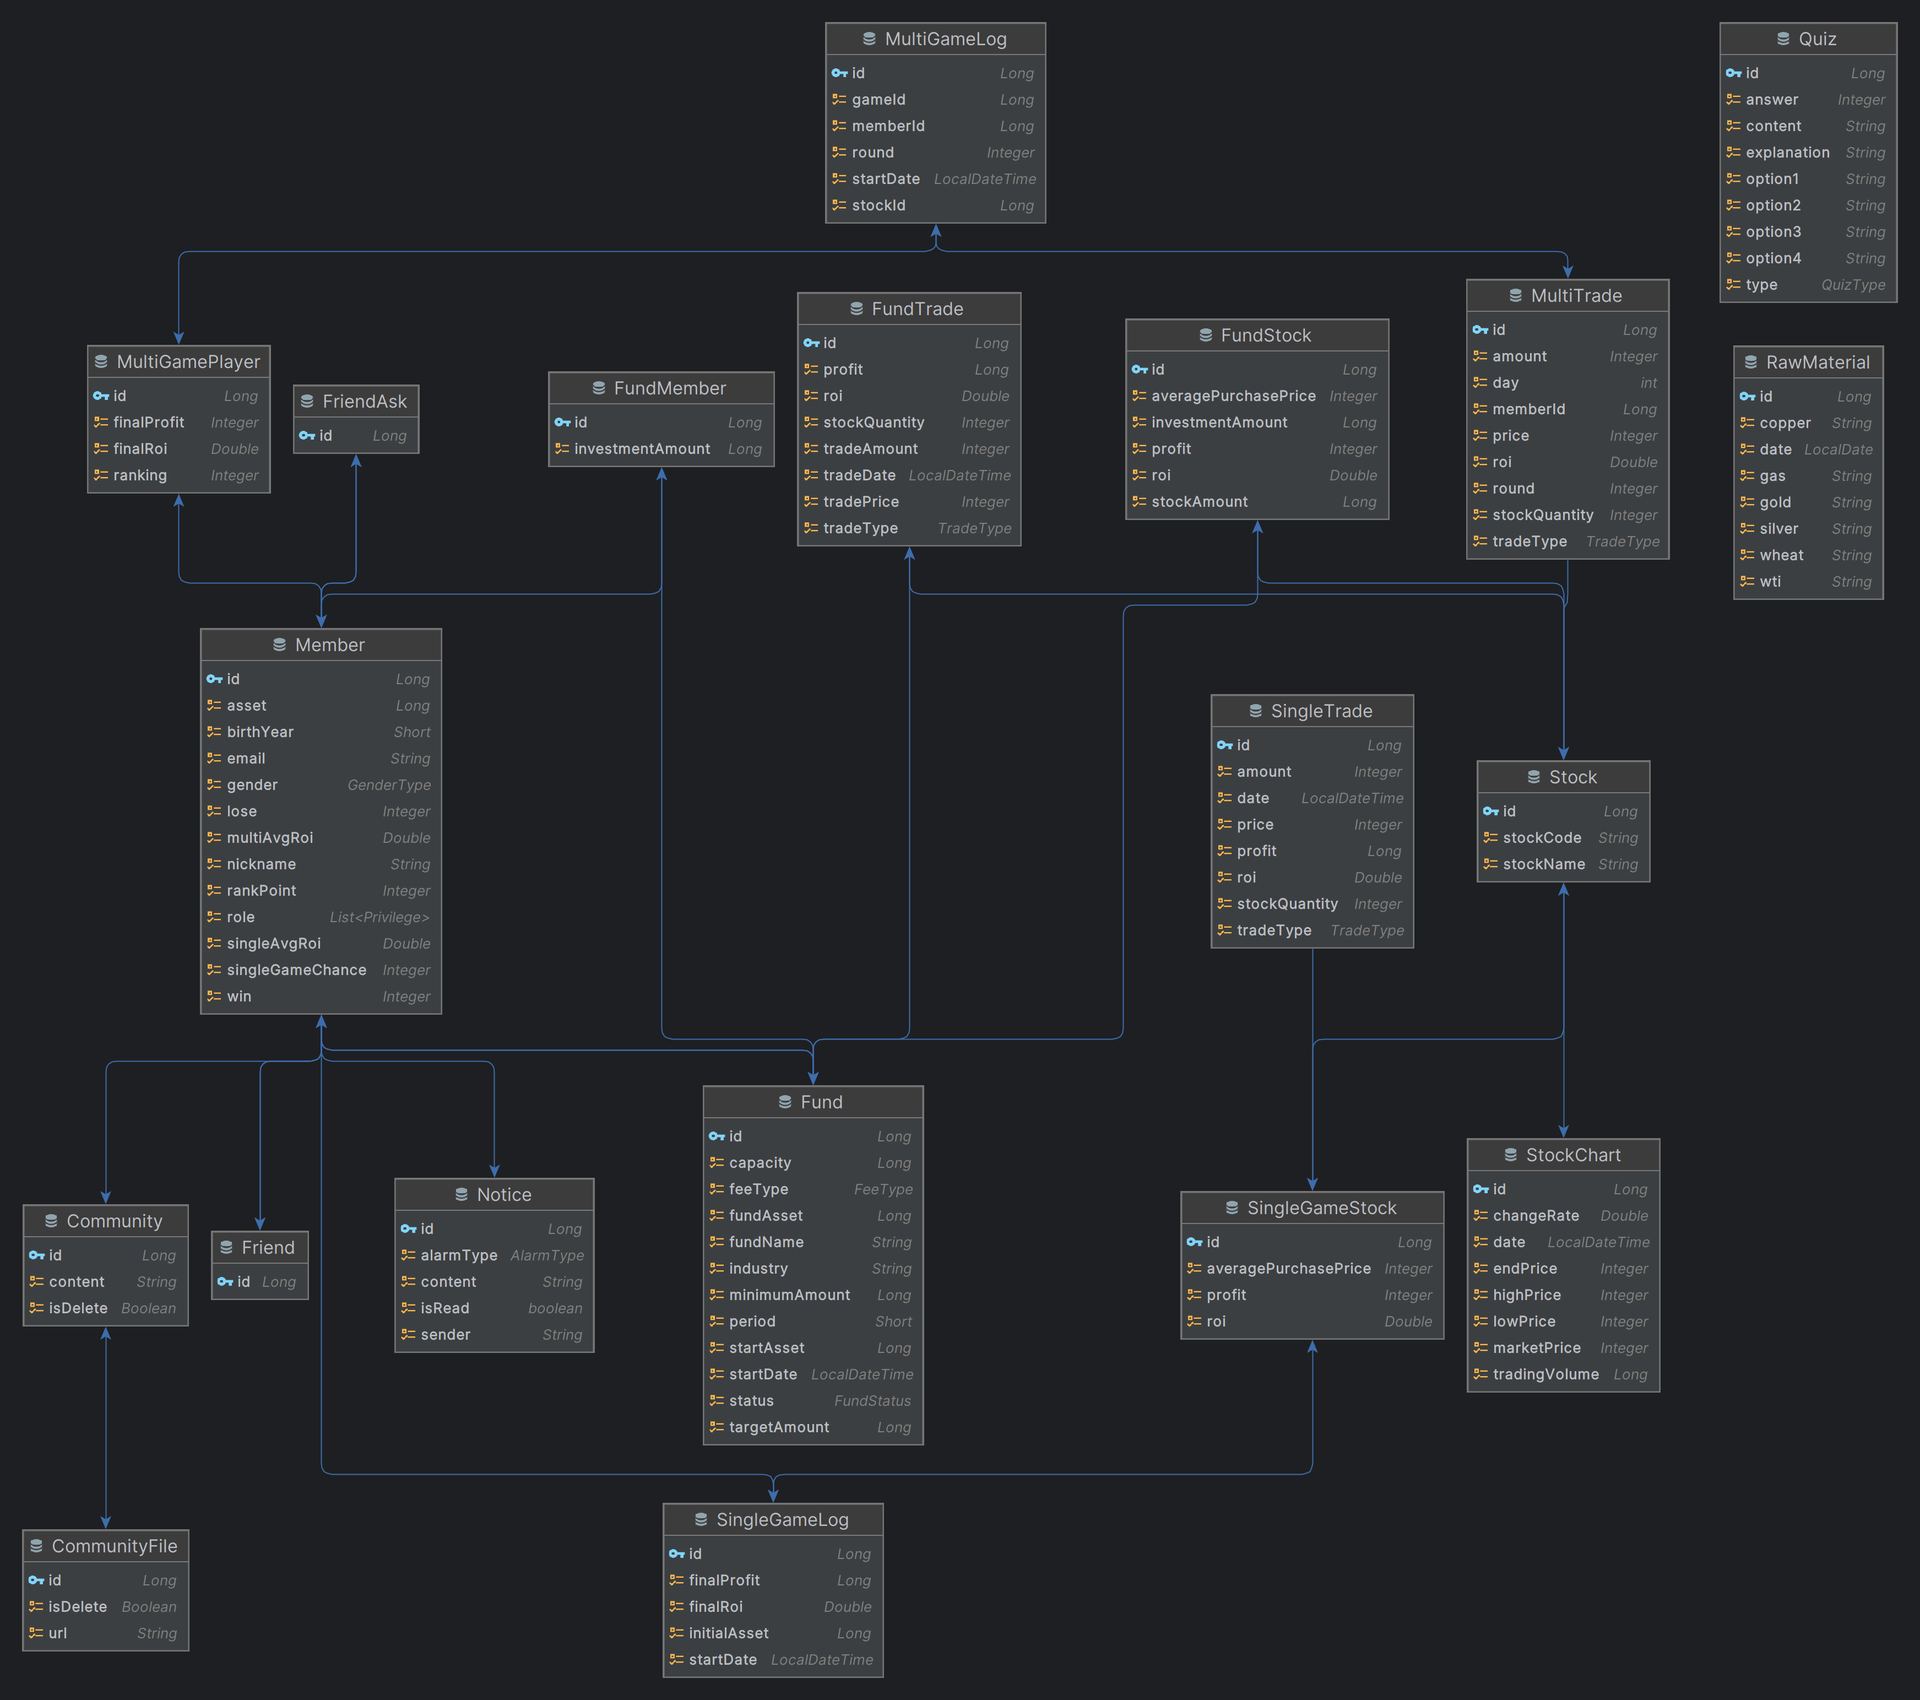 MultiGameLog
id Long
gameId Long
memberId Long
round Integer
startDate LocalDateTime
stockId Long
Quiz
id Long
answer Integer
content String
explanation String
option1 String
option2 String
option3 String
option4 String
type QuizType
MultiGamePlayer
id Long
finalProfit Integer
finalRoi Double
ranking Integer
FriendAsk
id Long
FundMember
id Long
investmentAmount Long
FundTrade
id Long
profit Long
roi Double
stockQuantity Integer
tradeAmount Integer
tradeDate LocalDateTime
tradePrice Integer
tradeType TradeType
FundStock
id Long
averagePurchasePrice Integer
investmentAmount Long
profit Integer
roi Double
stockAmount Long
MultiTrade
id Long
amount Integer
day int
memberId Long
price Integer
roi Double
round Integer
stockQuantity Integer
tradeType TradeType
RawMaterial
id Long
copper String
date LocalDate
gas String
gold String
silver String
wheat String
wti String
Member
id Long
asset Long
birthYear Short
email String
gender GenderType
lose Integer
multiAvgRoi Double
nickname String
rankPoint Integer
role List<Privilege>
singleAvgRoi Double
singleGameChance Integer
win Integer
SingleTrade
id Long
amount Integer
date LocalDateTime
price Integer
profit Long
roi Double
stockQuantity Integer
tradeType TradeType
Stock
id Long
stockCode String
stockName String
Community
id Long
content String
isDelete Boolean
Friend
id Long
Notice
id Long
alarmType AlarmType
content String
isRead boolean
sender String
Fund
id Long
capacity Long
feeType FeeType
fundAsset Long
fundName String
industry String
minimumAmount Long
period Short
startAsset Long
startDate LocalDateTime
status FundStatus
targetAmount Long
SingleGameStock
id Long
averagePurchasePrice Integer
profit Integer
roi Double
StockChart
id Long
changeRate Double
date LocalDateTime
endPrice Integer
highPrice Integer
lowPrice Integer
marketPrice Integer
tradingVolume Long
CommunityFile
id Long
isDelete Boolean
url String
SingleGameLog
id Long
finalProfit Long
finalRoi Double
initialAsset Long
startDate LocalDateTime